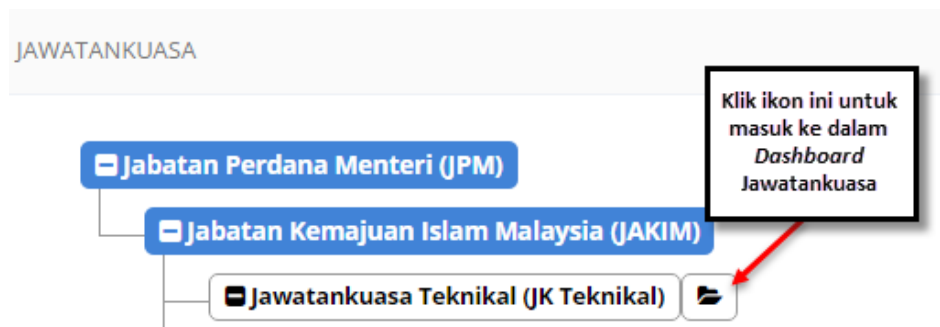 JAWATANKUASA
Klik ikon ini untuk
masuk ke dalam
Dashboard
Jawatankuasa
Jabatan Perdana Menteri (JPM)
Jabatan Kemajuan Islam Malaysia (JAKIM)
Jawatankuasa Teknikal (JK Teknikal)